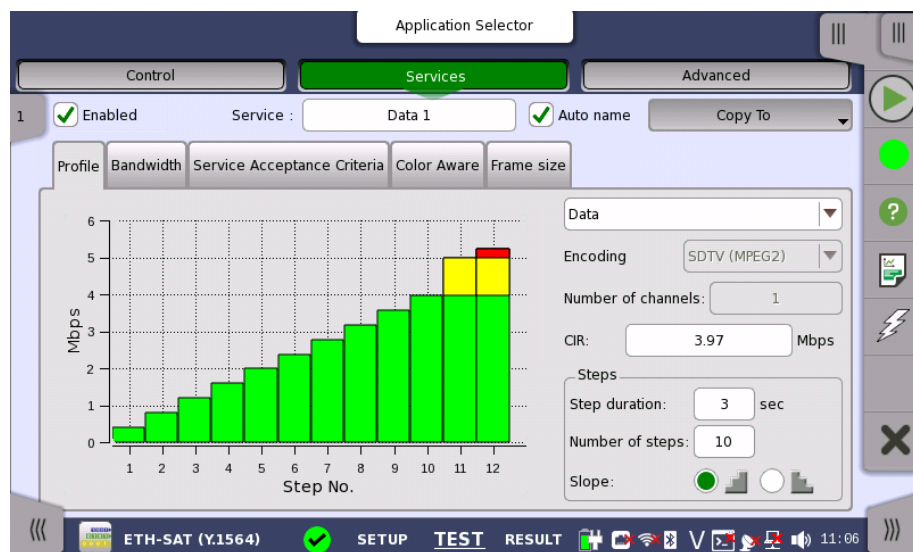 Application Selector
Control Services Advanced
1 Enabled Service : Data 1 Auto name Copy To
Profile Bandwidth Service Acceptance Criteria Color Aware Frame size
Data
Encoding SDTV (MPEG2)
Number of channels: 1
CIR: 3.97 Mbps
Steps
Step duration: 3 sec
Number of steps: 10
Slope:
Mbps
6
5
4
3
2
1
0
1 2 3 4 5 6 7 8 9 10 11 12
Step No.
ETH-SAT (Y.1564) SETUP TEST RESULT V 11:06